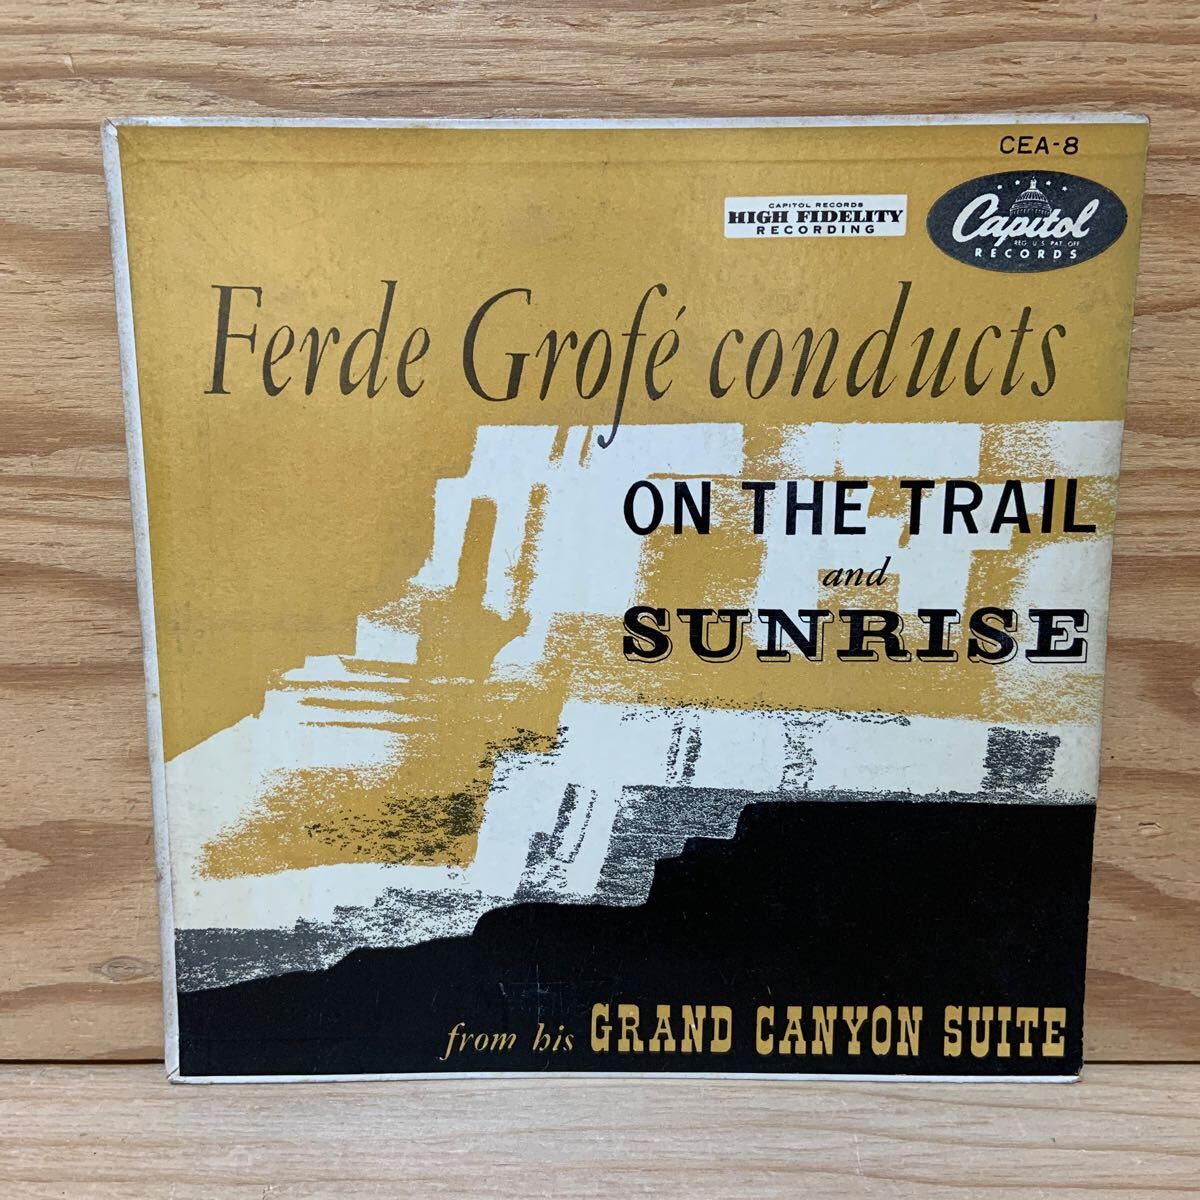 CEA-8
CAPITOL RECORDS
HIGH FIDELITY
RECORDING
Capitol
REG. U.S. PAT. OFF.
RECORDS
Ferde Grofé conducts
ON THE TRAIL
and
SUNRISE
from his GRAND CANYON SUITE